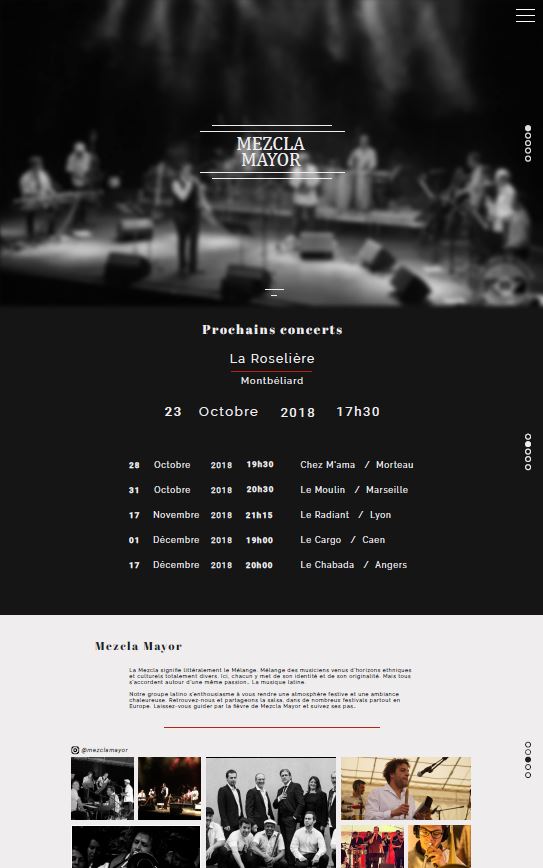 MEZCLA
MAYOR
Prochains concerts
La Roselière
Montbéliard
23 Octobre 2018 17h30
28 Octobre 2018 19h30 Chez M'ama / Morteau
31 Octobre 2018 20h30 Le Moulin / Marseille
17 Novembre 2018 21h15 Le Radiant / Lyon
01 Décembre 2018 19h00 Le Cargo / Caen
17 Décembre 2018 20h00 Le Chabada / Angers
Mezcla Mayor
La Mezcla signifie littéralement le Mélange. Mélange des musiciens venus d'horizons ethniques
et culturels totalement divers. Ici, chacun y met de son identité et de son originalité. Mais tous
s'accordent autour d'une même passion... La musique latine.
Notre groupe latino s'enthousiasme à vous rendre une atmosphère festive et une ambiance
chaleureuse. Retrouvez-nous et partageons la salsa, dans de nombreux festivals partout en
Europe. Laissez-vous guider par la fièvre de Mezcla Mayor et suivez ses pas...
@mezclamayor